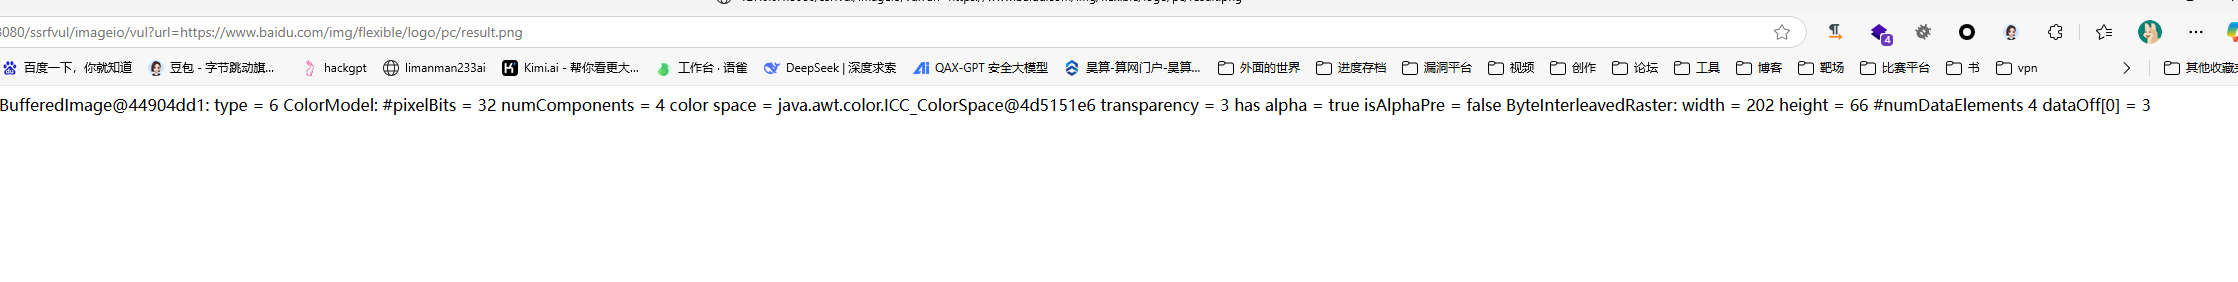 8080/ssrfvul/imageio/vul?url=https://www.baidu.com/img/flexible/logo/pc/result.png
4
百度一下，你就知道 豆包 - 字节跳动旗... hackgpt limanman233ai Kimi.ai - 帮你看更大... 工作台 · 语雀 DeepSeek | 深度求索 QAX-GPT 安全大模型 昊算-算网门户-昊算... 外面的世界 进度存档 漏洞平台 视频 创作 论坛 工具 博客 靶场 比赛平台 书 vpn 其他收藏
BufferedImage@44904dd1: type = 6 ColorModel: #pixelBits = 32 numComponents = 4 color space = java.awt.color.ICC_ColorSpace@4d5151e6 transparency = 3 has alpha = true isAlphaPre = false ByteInterleavedRaster: width = 202 height = 66 #numDataElements 4 dataOff[0] = 3